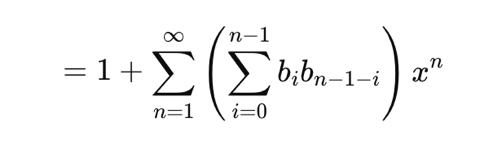 $= 1 + \sum_{n=1}^{\infty} \left( \sum_{i=0}^{n-1} b_i b_{n-1-i} \right) x^n$